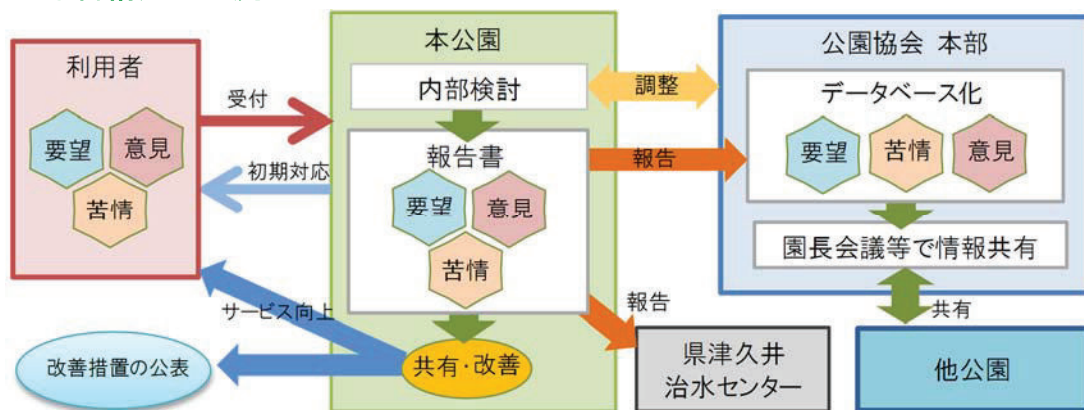 利用者
要望
意見
苦情
受付
初期対応
サービス向上
改善措置の公表
本公園
内部検討
報告書
要望
意見
苦情
共有・改善
調整
報告
報告
県津久井
治水センター
公園協会 本部
データベース化
要望
苦情
意見
園長会議等で情報共有
共有
他公園